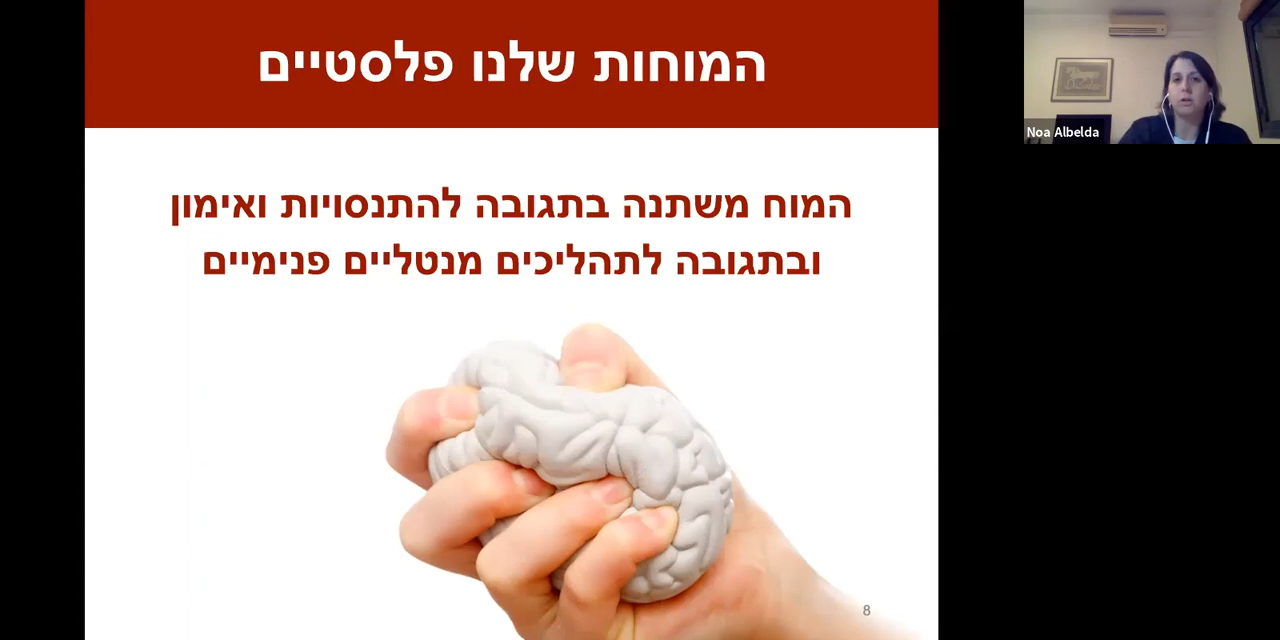 המוחות שלנו פלסטיים
המוח משתנה בתגובה להתנסויות ואימון
ובתגובה לתהליכים מנטליים פנימיים
8
Noa Albelda